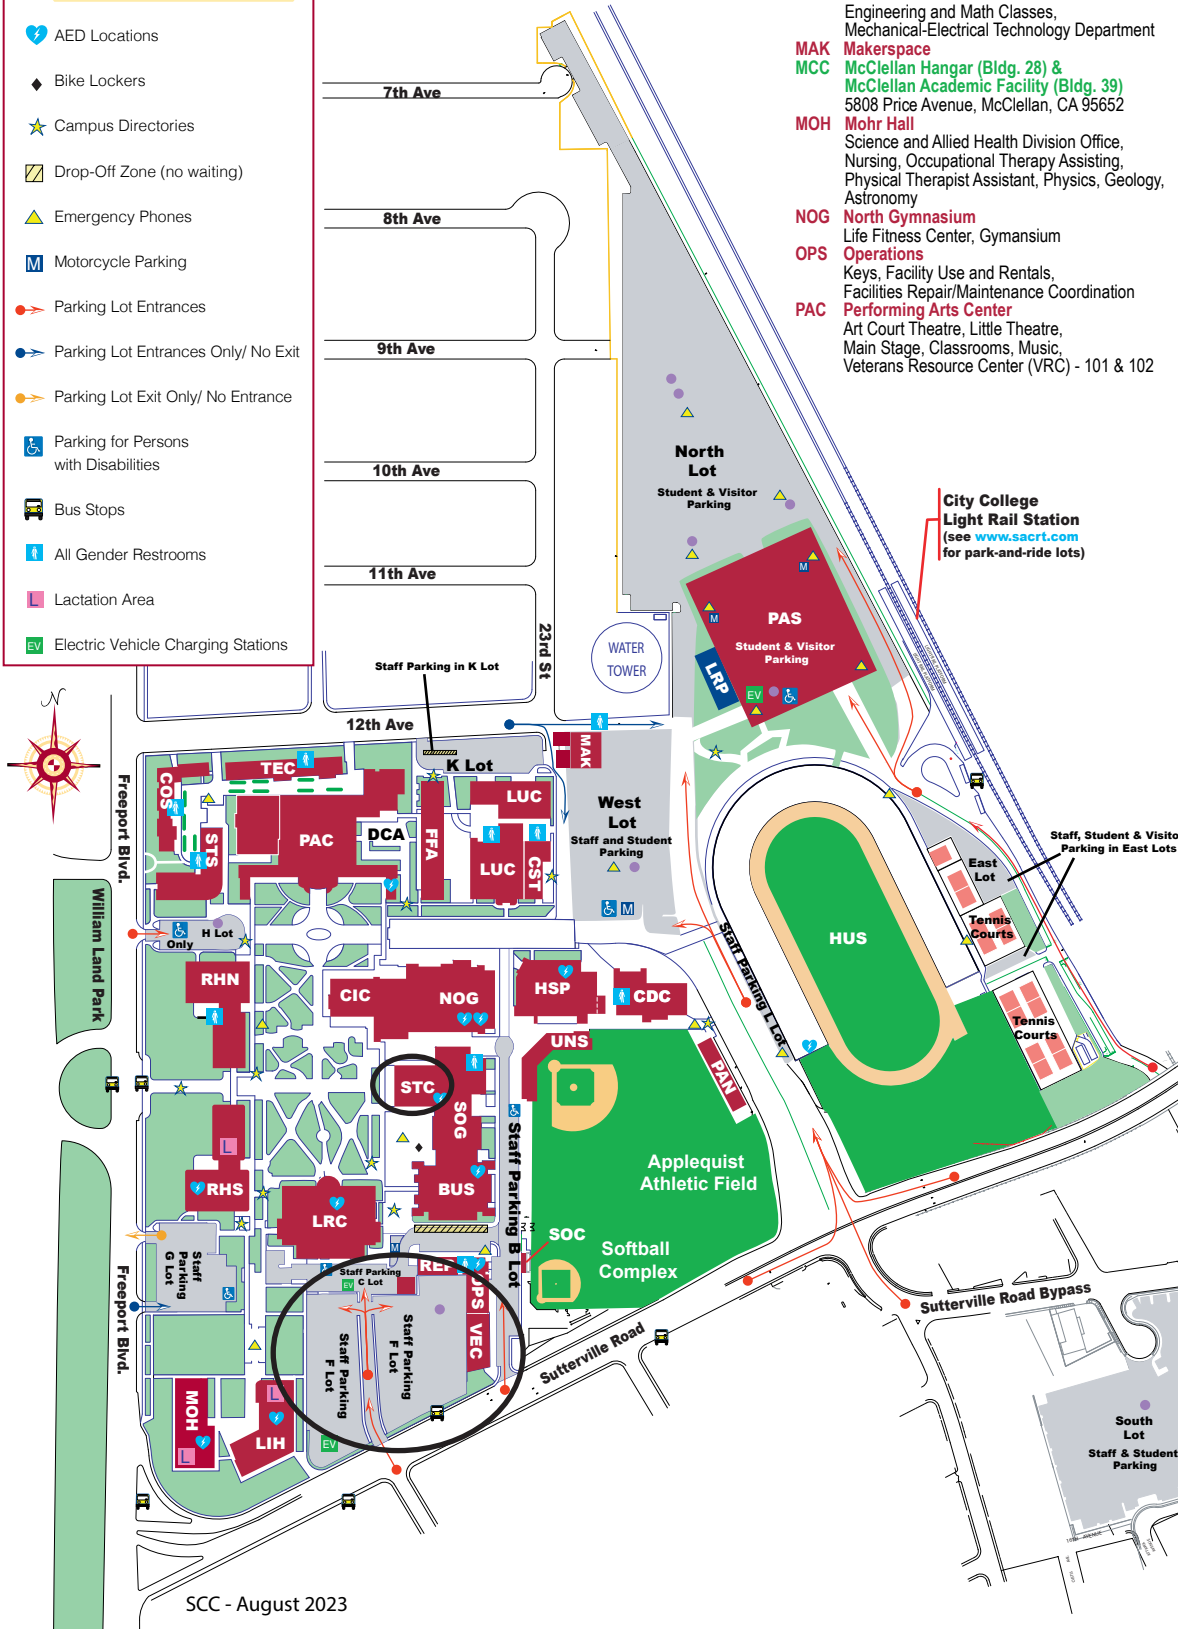 AED Locations
Bike Lockers
Campus Directories
Drop-Off Zone (no waiting)
Emergency Phones
M Motorcycle Parking
Parking Lot Entrances
Parking Lot Entrances Only/ No Exit
Parking Lot Exit Only/ No Entrance
Parking for Persons
with Disabilities
Bus Stops
All Gender Restrooms
L Lactation Area
EV Electric Vehicle Charging Stations
Engineering and Math Classes,
Mechanical-Electrical Technology Department
MAK Makerspace
MCC McClellan Hangar (Bldg. 28) &
McClellan Academic Facility (Bldg. 39)
5808 Price Avenue, McClellan, CA 95652
MOH Mohr Hall
Science and Allied Health Division Office,
Nursing, Occupational Therapy Assisting,
Physical Therapist Assistant, Physics, Geology,
Astronomy
NOG North Gymnasium
Life Fitness Center, Gymansium
OPS Operations
Keys, Facility Use and Rentals,
Facilities Repair/Maintenance Coordination
PAC Performing Arts Center
Art Court Theatre, Little Theatre,
Main Stage, Classrooms, Music,
Veterans Resource Center (VRC) - 101 & 102
7th Ave
8th Ave
9th Ave
10th Ave
11th Ave
23rd St
12th Ave
North
Lot
Student & Visitor
Parking
City College
Light Rail Station
(see www.sacrt.com
for park-and-ride lots)
M
PAS
M
Student & Visitor
Parking
LRP
EV
WATER
TOWER
Staff Parking in K Lot
N
K Lot
MAK
TEC
COS
STS
PAC
DCA
FFA
LUC
LUC
CST
West
Lot
Staff and Student
Parking
M
Freeport Blvd.
William Land Park
H Lot
Only
Staff, Student & Visito
Parking in East Lots
East
Lot
Tennis
Courts
Tennis
Courts
HUS
Staff Parking L Lot
RHN
CIC
NOG
HSP
CDC
UNS
PAN
STC
SOG
L
RHS
LRC
BUS
Staff Parking B Lot
Applequist
Athletic Field
SOC
Softball
Complex
M
Staff
Parking
G Lot
Staff Parking
C Lot
EV
REP
OPS
VEC
Staff Parking
F Lot
Staff Parking
F Lot
EV
Freeport Blvd.
MOH
L
L
LIH
Sutterville Road
Sutterville Road Bypass
South
Lot
Staff & Student
Parking
SCC - August 2023